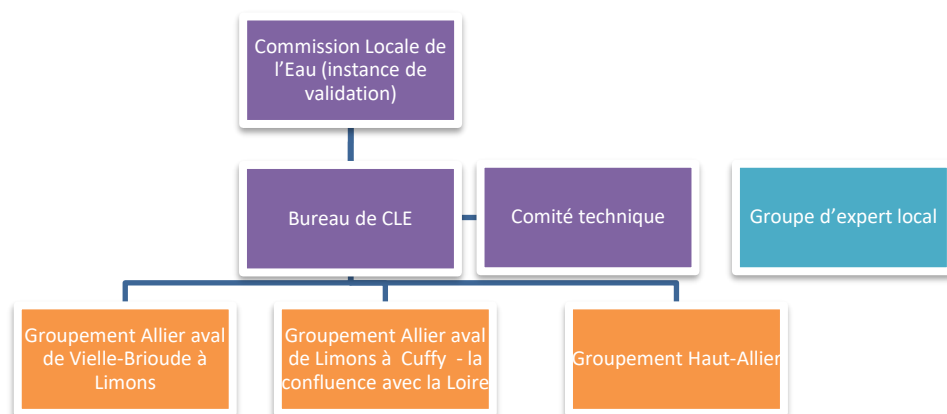 Commission Locale de
l'Eau (instance de
validation)
Bureau de CLE
Comité technique
Groupe d'expert local
Groupement Allier aval
de Vielle-Brioude à
Limons
Groupement Allier aval
de Limons à Cuffy - la
confluence avec la Loire
Groupement Haut-Allier